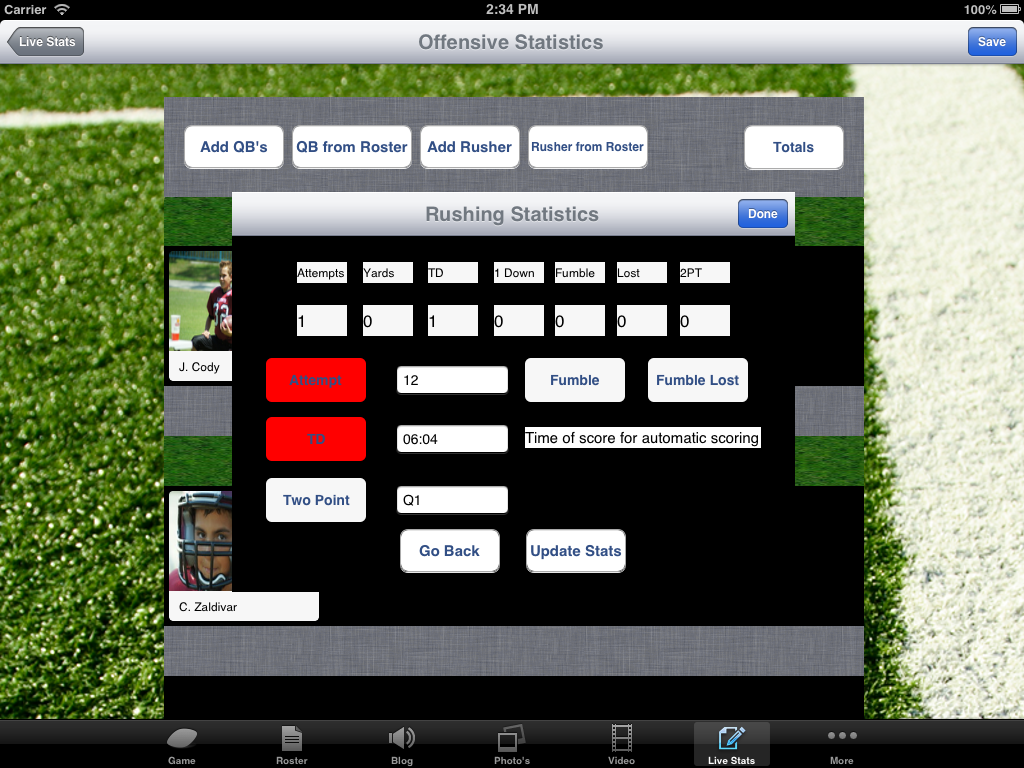 Carrier 2:34 PM 100%
Live Stats Offensive Statistics Save
Add QB's QB from Roster Add Rusher Rusher from Roster Totals
Rushing Statistics Done
Attempts Yards TD 1 Down Fumble Lost 2PT
1 0 1 0 0 0 0
J. Cody
Attempt 12 Fumble Fumble Lost
TD 06:04 Time of score for automatic scoring
Two Point Q1
Go Back Update Stats
C. Zaldivar
Game Roster Blog Photo's Video Live Stats More